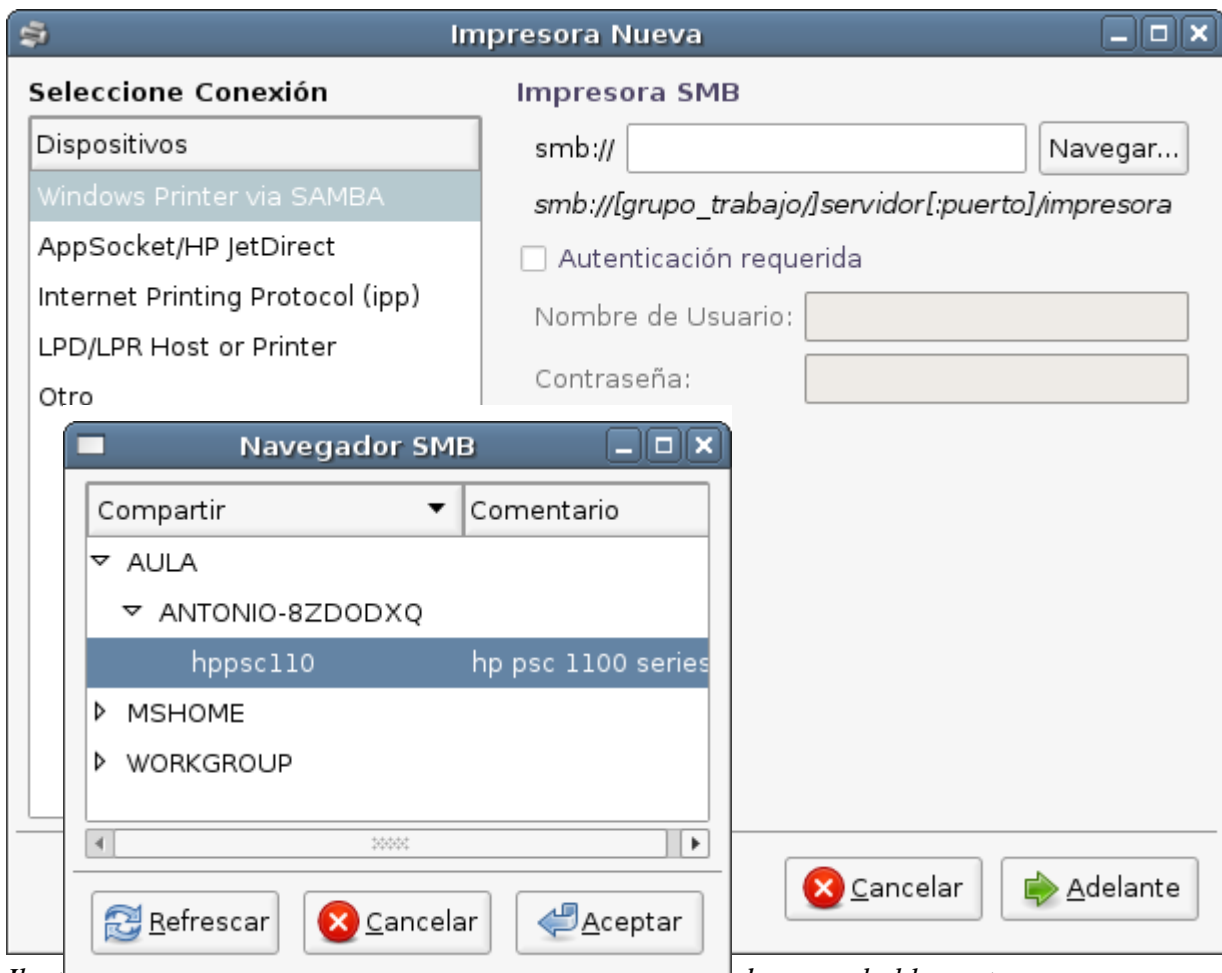 Impresora Nueva
Seleccione Conexión
Dispositivos
Windows Printer via SAMBA
AppSocket/HP JetDirect
Internet Printing Protocol (ipp)
LPD/LPR Host or Printer
Otro
Impresora SMB
smb://
Navegar...
smb://[grupo_trabajo/]servidor[:puerto]/impresora
Autenticación requerida
Nombre de Usuario:
Contraseña:
Navegador SMB
Compartir Comentario
AULA
ANTONIO-8ZDODXQ
hppsc110 hp psc 1100 series
MSHOME
WORKGROUP
Refrescar Cancelar Aceptar
Cancelar Adelante